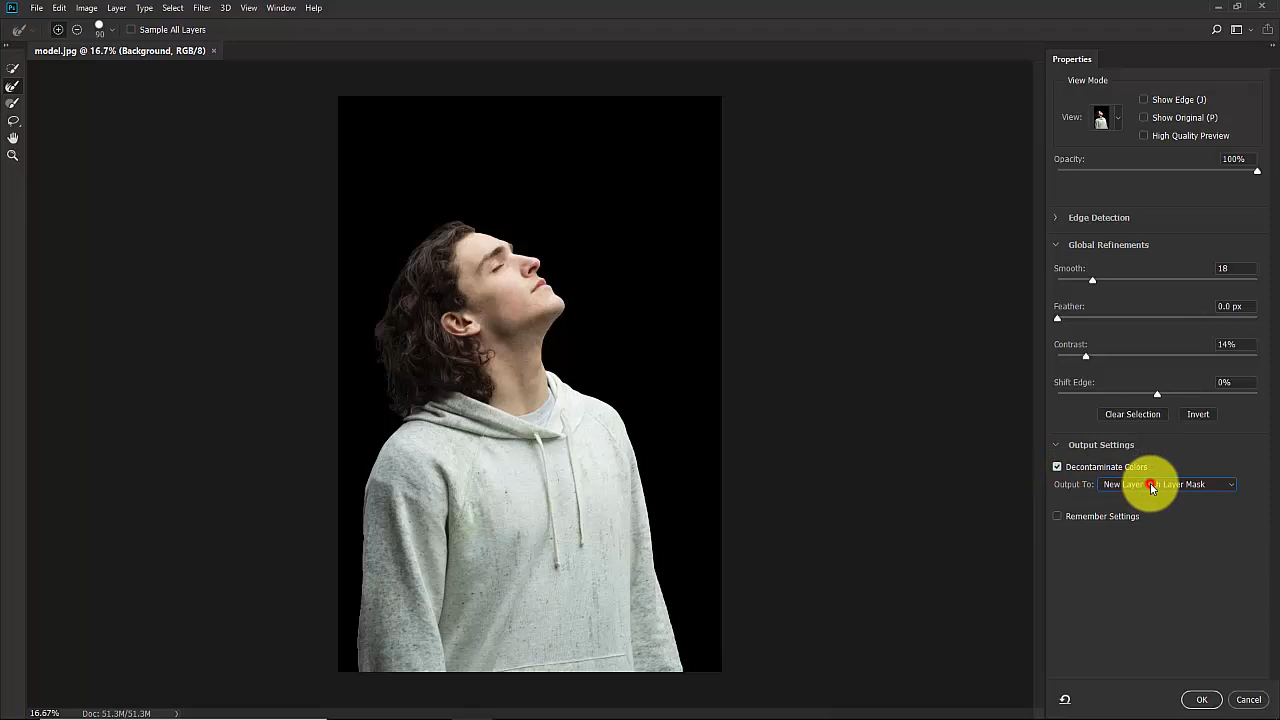 Ps File Edit Image Layer Type Select Filter 3D View Window Help
90 Sample All Layers
model.jpg @ 16.7% (Background, RGB/8) ×
Properties
View Mode
Show Edge (J)
View: Show Original (P)
High Quality Preview
Opacity: 100%
Edge Detection
Global Refinements
Smooth: 18
Feather: 0.0 px
Contrast: 14%
Shift Edge: 0%
Clear Selection Invert
Output Settings
Decontaminate Colors
Output To: New Layer Layer Mask
Remember Settings
OK Cancel
16.67% Doc: 51.3M/51.3M